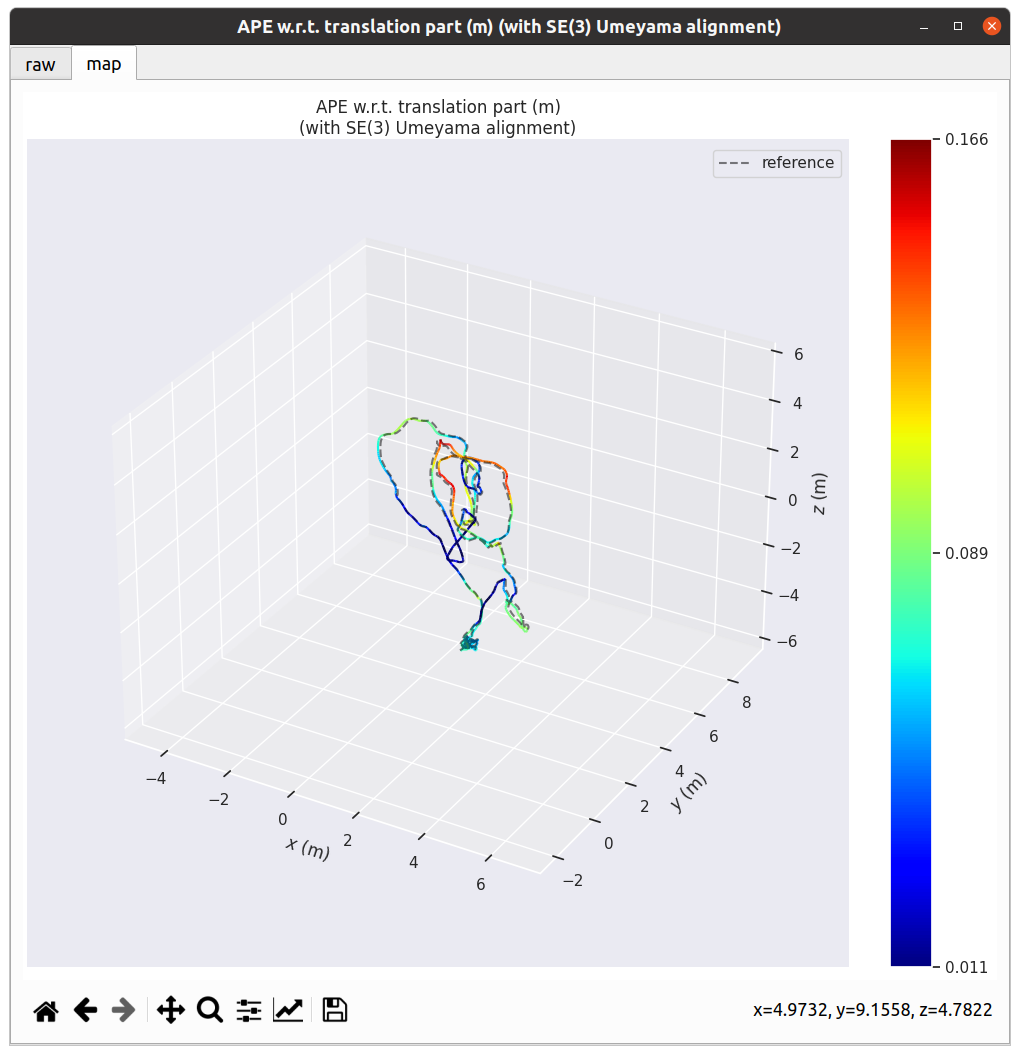 APE w.r.t. translation part (m) (with SE(3) Umeyama alignment)
raw
map
APE w.r.t. translation part (m)
(with SE(3) Umeyama alignment)
reference
0.166
0.089
0.011
6
4
2
0
−2
−4
−6
z (m)
8
6
4
2
0
−2
y (m)
−4
−2
0
2
4
6
x (m)
x=4.9732, y=9.1558, z=4.7822